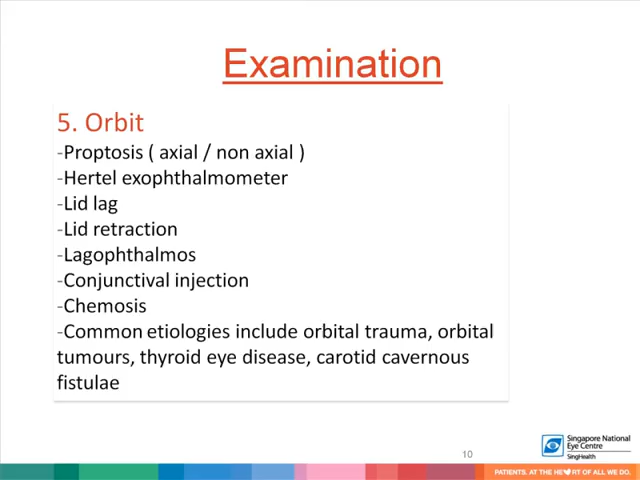 Examination
5. Orbit
-Proptosis ( axial / non axial )
-Hertel exophthalmometer
-Lid lag
-Lid retraction
-Lagophthalmos
-Conjunctival injection
-Chemosis
-Common etiologies include orbital trauma, orbital
tumours, thyroid eye disease, carotid cavernous
fistulae
10
Singapore National
Eye Centre
SingHealth
PATIENTS. AT THE HE♥RT OF ALL WE DO.